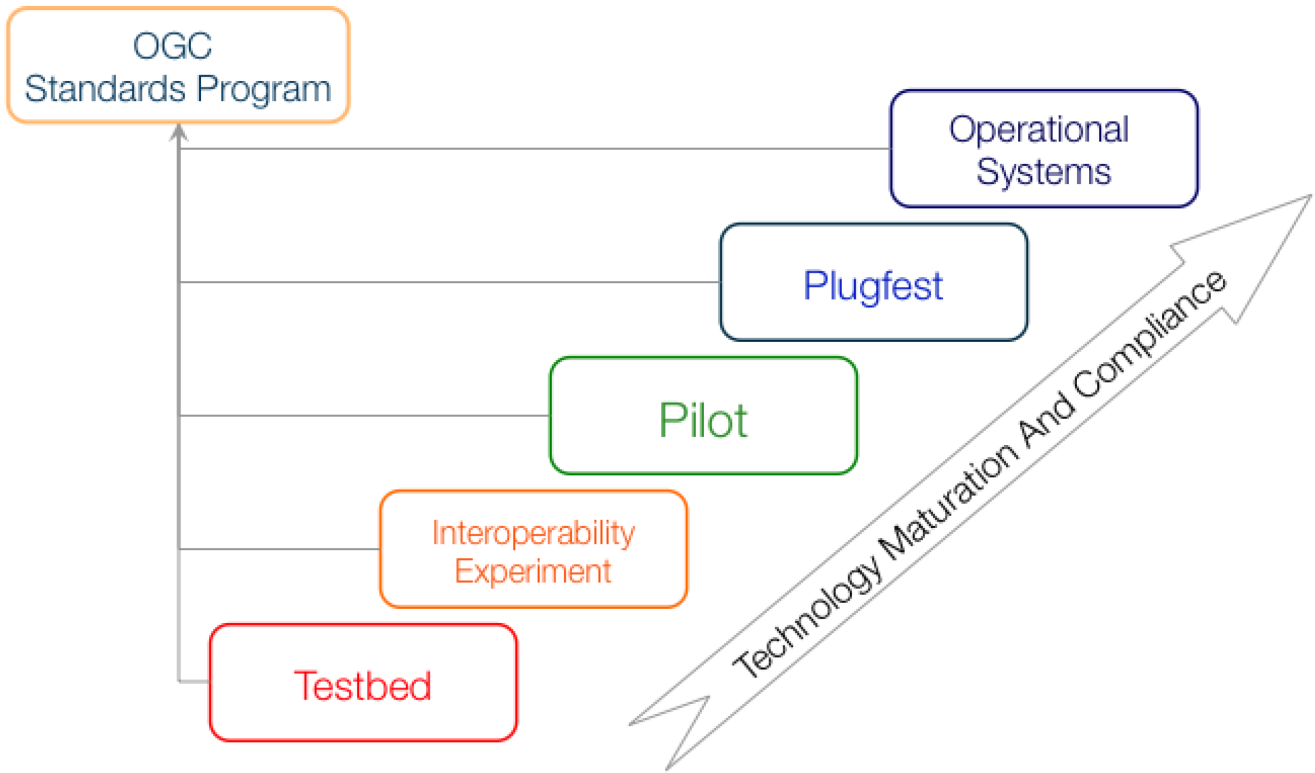 OGC
Standards Program
Operational
Systems
Plugfest
Pilot
Interoperability
Experiment
Testbed
Technology Maturation And Compliance